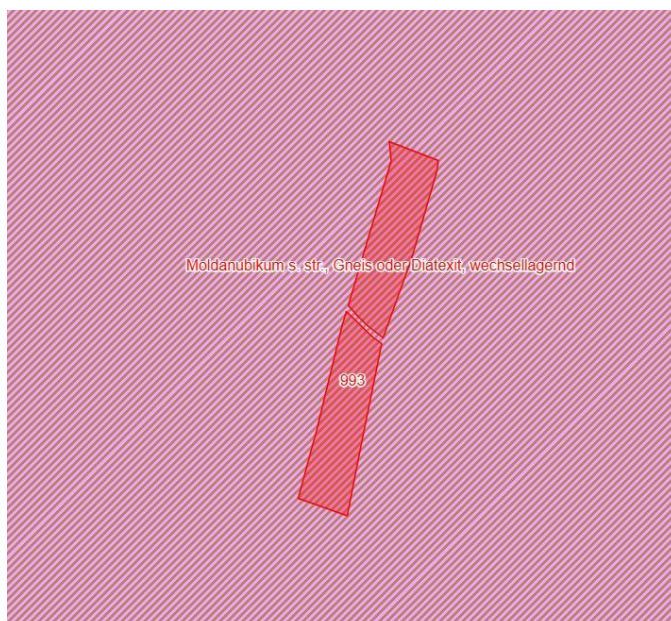 Moldanubikum s. str., Gneis oder Diatexit, wechsellagernd
993